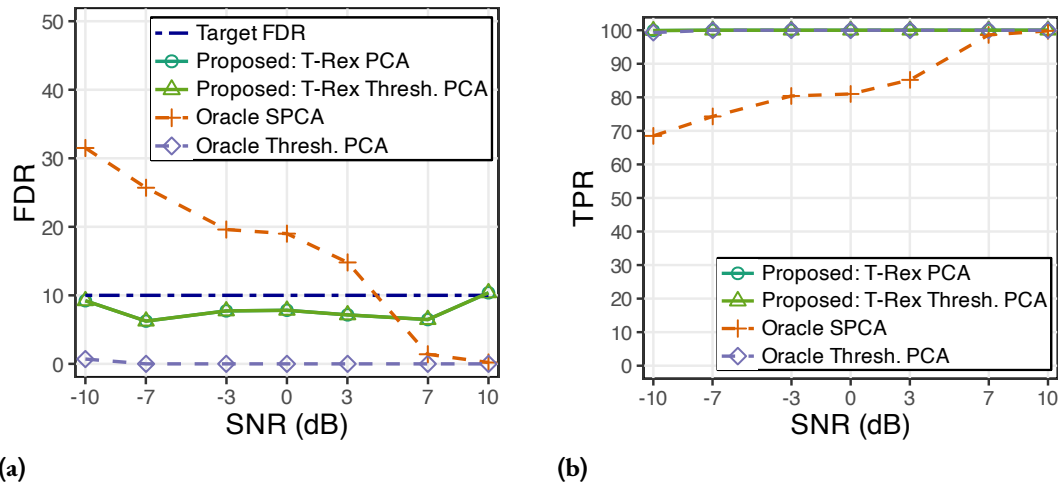 50
40
30
20
10
0
FDR
Target FDR
Proposed: T-Rex PCA
Proposed: T-Rex Thresh. PCA
Oracle SPCA
Oracle Thresh. PCA
-10 -7 -3 0 3 7 10
SNR (dB)
(a)
100
90
80
70
60
50
40
30
20
10
0
TPR
Proposed: T-Rex PCA
Proposed: T-Rex Thresh. PCA
Oracle SPCA
Oracle Thresh. PCA
-10 -7 -3 0 3 7 10
SNR (dB)
(b)